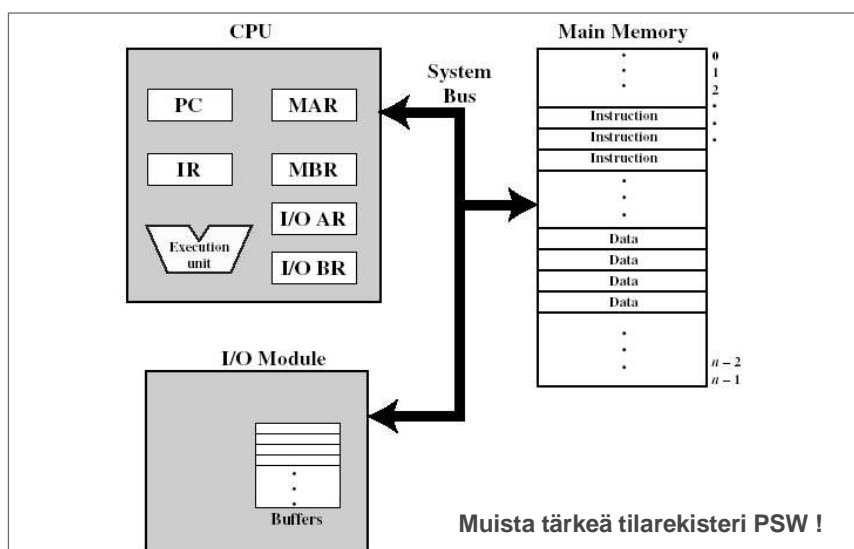 CPU
PC
MAR
IR
MBR
I/O AR
Execution
unit
I/O BR
System
Bus
Main Memory
0
1
2
Instruction
Instruction
Instruction
Data
Data
Data
Data
n – 2
n – 1
I/O Module
Buffers
Muista tärkeä tilarekisteri PSW !